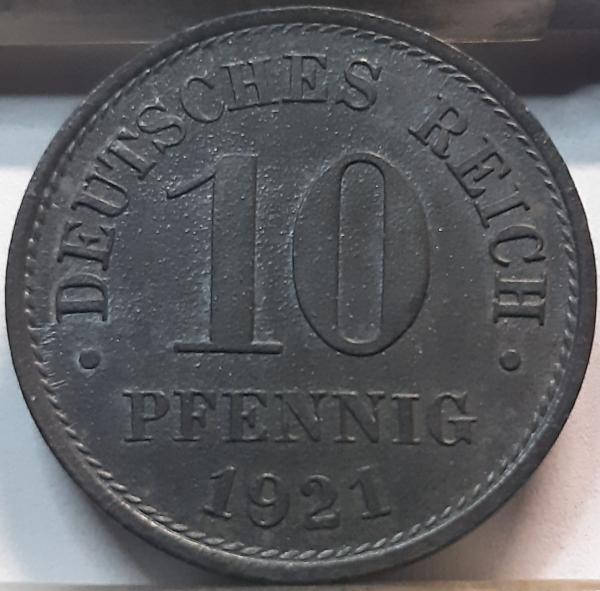 · DEUTSCHES REICH ·
10
PFENNIG
1921